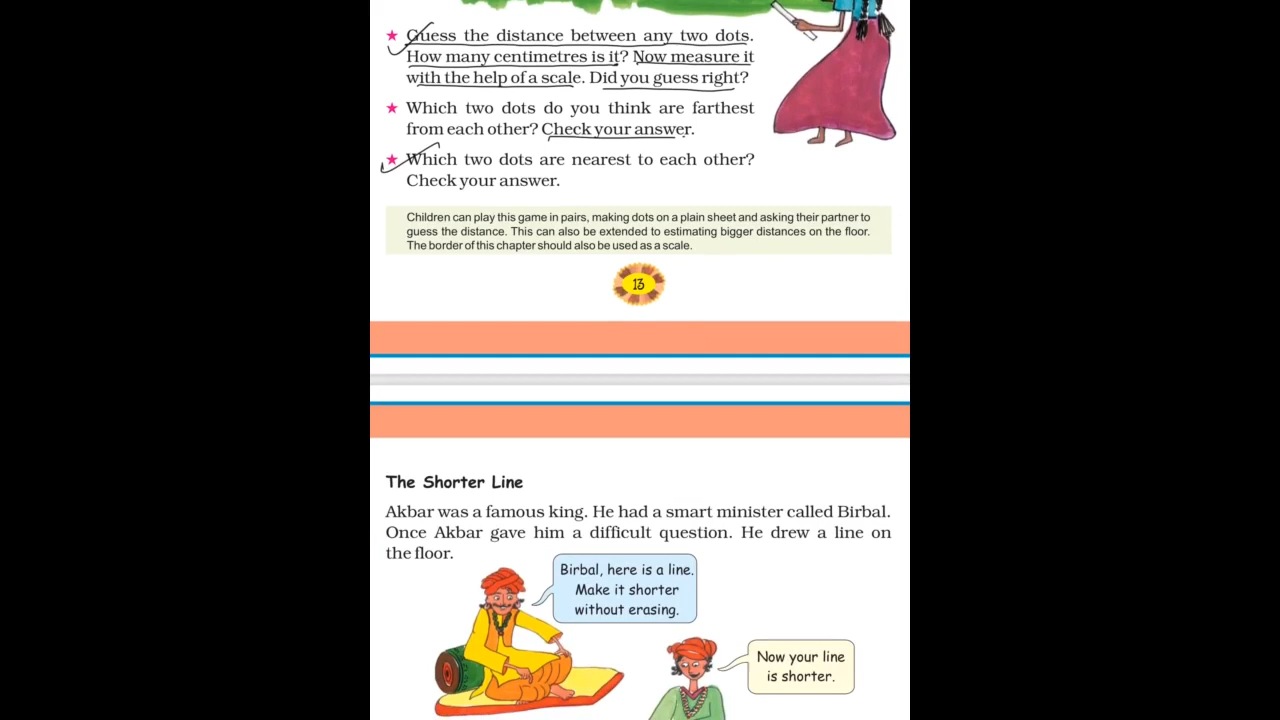 ★ Guess the distance between any two dots.
How many centimetres is it? Now measure it
with the help of a scale. Did you guess right?
★ Which two dots do you think are farthest
from each other? Check your answer.
★ Which two dots are nearest to each other?
Check your answer.
Children can play this game in pairs, making dots on a plain sheet and asking their partner to
guess the distance. This can also be extended to estimating bigger distances on the floor.
The border of this chapter should also be used as a scale.
13
The Shorter Line
Akbar was a famous king. He had a smart minister called Birbal.
Once Akbar gave him a difficult question. He drew a line on
the floor.
Birbal, here is a line.
Make it shorter
without erasing.
Now your line
is shorter.